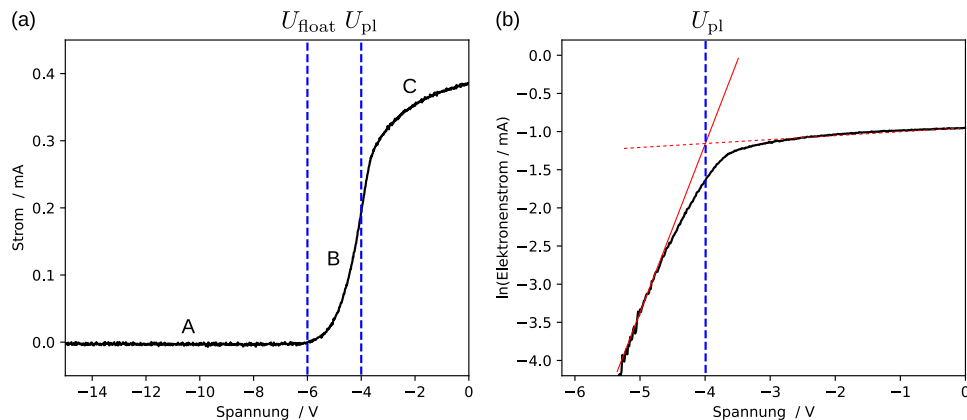 (a)
U_float U_pl
0.4
0.3
0.2
0.1
0.0
Strom / mA
A
B
C
−14 −12 −10 −8 −6 −4 −2 0
Spannung / V
(b)
U_pl
0.0
−0.5
−1.0
−1.5
−2.0
−2.5
−3.0
−3.5
−4.0
ln(Elektronenstrom / mA)
−6 −5 −4 −3 −2 −1 0
Spannung / V